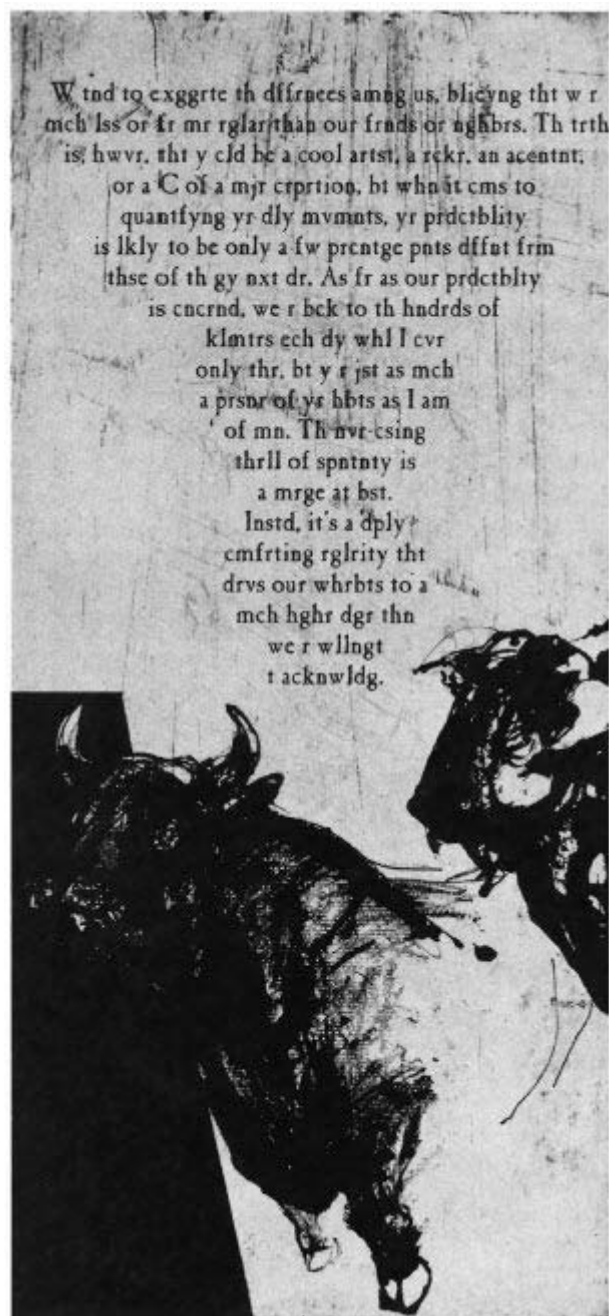 W tnd to exggrte th dffrnces amng us, blievng tht w r
mch lss or fr mr rglar than our frnds or nghbrs. Th trth
is, hwvr, tht y cld be a cool artst, a rckr, an acentnt,
or a C of a mjr crprtion, bt whn it cms to
quantfyng yr dly mvmnts, yr prdctblity
is lkly to be only a fw prcntge pnts dffnt frm
thse of th gy nxt dr. As fr as our prdctblty
is cncrnd, we r bck to th hndrds of
klmtrs ech dy whl I cvr
only thr, bt y r jst as mch
a prsnr of yr hbts as I am
of mn. Th nvr-csing
thrll of spntnty is
a mrge at bst.
Instd, it's a dply
cmfrting rglrity tht
drvs our whrbts to a
mch hghr dgr thn
we r wllngt
t acknwldg.